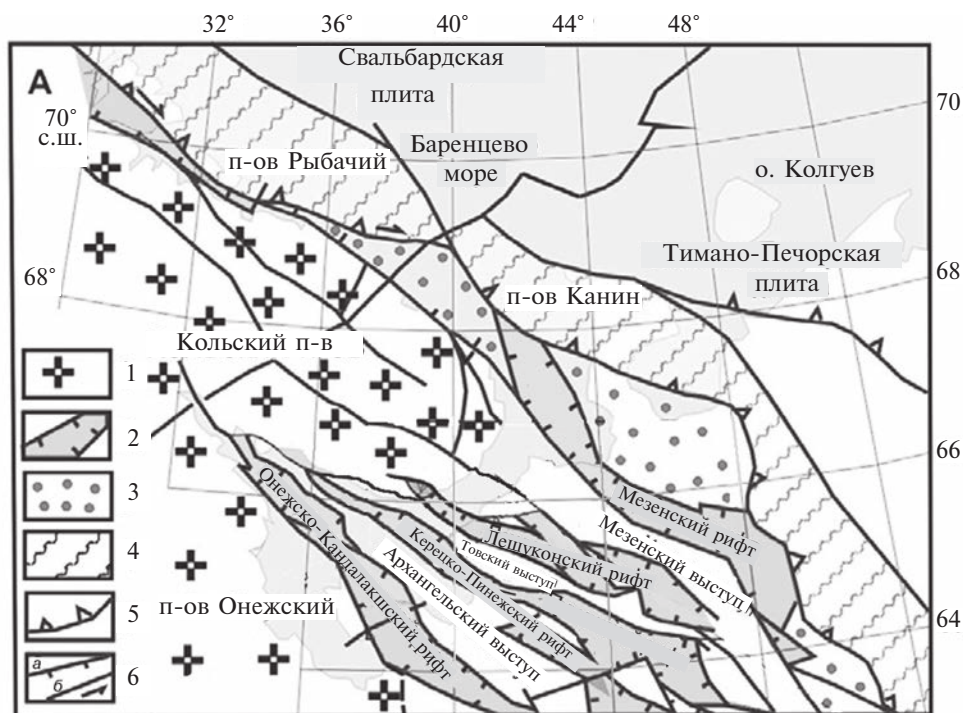 32° 36° 40° 44° 48°
А
Свальбардская
плита
70°
с.ш.
70
п-ов Рыбачий
Баренцево
море
о. Колгуев
Тимано-Печорская
плита
68°
68
п-ов Канин
Кольский п-в
1
2
66
3
Онежско-Кандалакшский рифт
Керецко-Пинежский рифт
Архангельский выступ
Товский выступ
Лешуконский рифт
Мезенский рифт
Мезенский выступ
4
5
п-ов Онежский
64
а
б
6